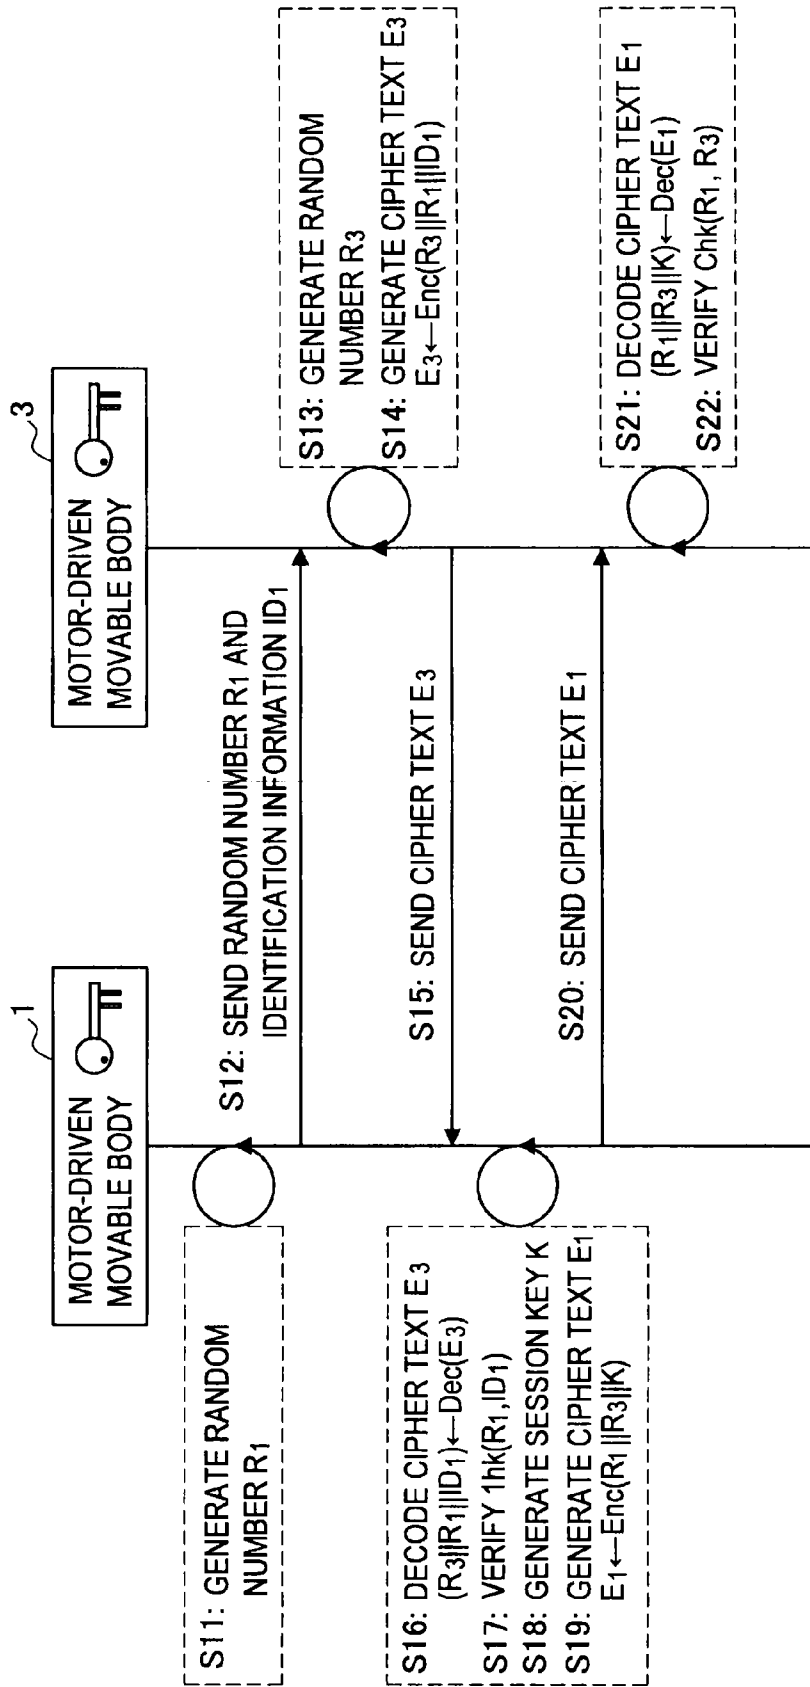 1
MOTOR-DRIVEN
MOVABLE BODY
3
MOTOR-DRIVEN
MOVABLE BODY
S11: GENERATE RANDOM
NUMBER R1
S12: SEND RANDOM NUMBER R1 AND
IDENTIFICATION INFORMATION ID1
S13: GENERATE RANDOM
NUMBER R3
S14: GENERATE CIPHER TEXT E3
E3←Enc(R3||R1||ID1)
S15: SEND CIPHER TEXT E3
S16: DECODE CIPHER TEXT E3
(R3||R1||ID1)←Dec(E3)
S17: VERIFY 1hk(R1,ID1)
S18: GENERATE SESSION KEY K
S19: GENERATE CIPHER TEXT E1
E1←Enc(R1||R3||K)
S20: SEND CIPHER TEXT E1
S21: DECODE CIPHER TEXT E1
(R1||R3||K)←Dec(E1)
S22: VERIFY Chk(R1, R3)